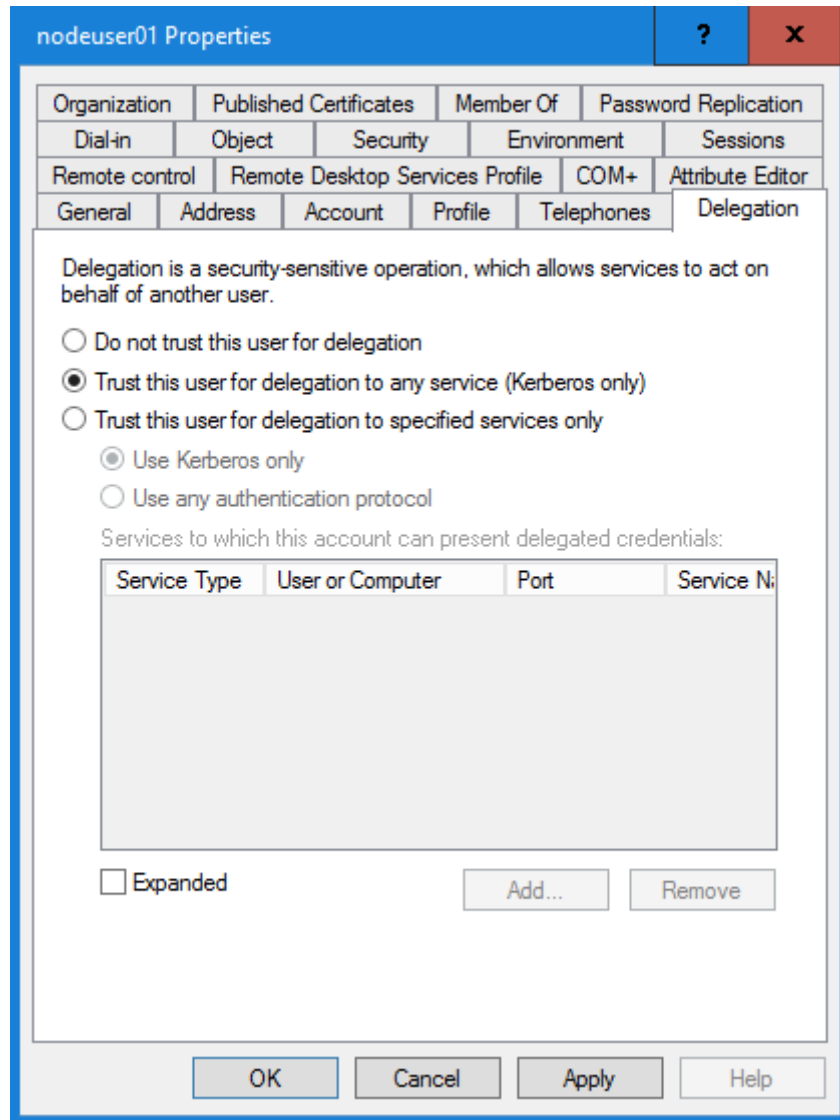 nodeuser01 Properties
?
x
Organization
Published Certificates
Member Of
Password Replication
Dial-in
Object
Security
Environment
Sessions
Remote control
Remote Desktop Services Profile
COM+
Attribute Editor
General
Address
Account
Profile
Telephones
Delegation
Delegation is a security-sensitive operation, which allows services to act on
behalf of another user.
Do not trust this user for delegation
Trust this user for delegation to any service (Kerberos only)
Trust this user for delegation to specified services only
Use Kerberos only
Use any authentication protocol
Services to which this account can present delegated credentials:
Service Type
User or Computer
Port
Service Na
Expanded
Add...
Remove
OK
Cancel
Apply
Help